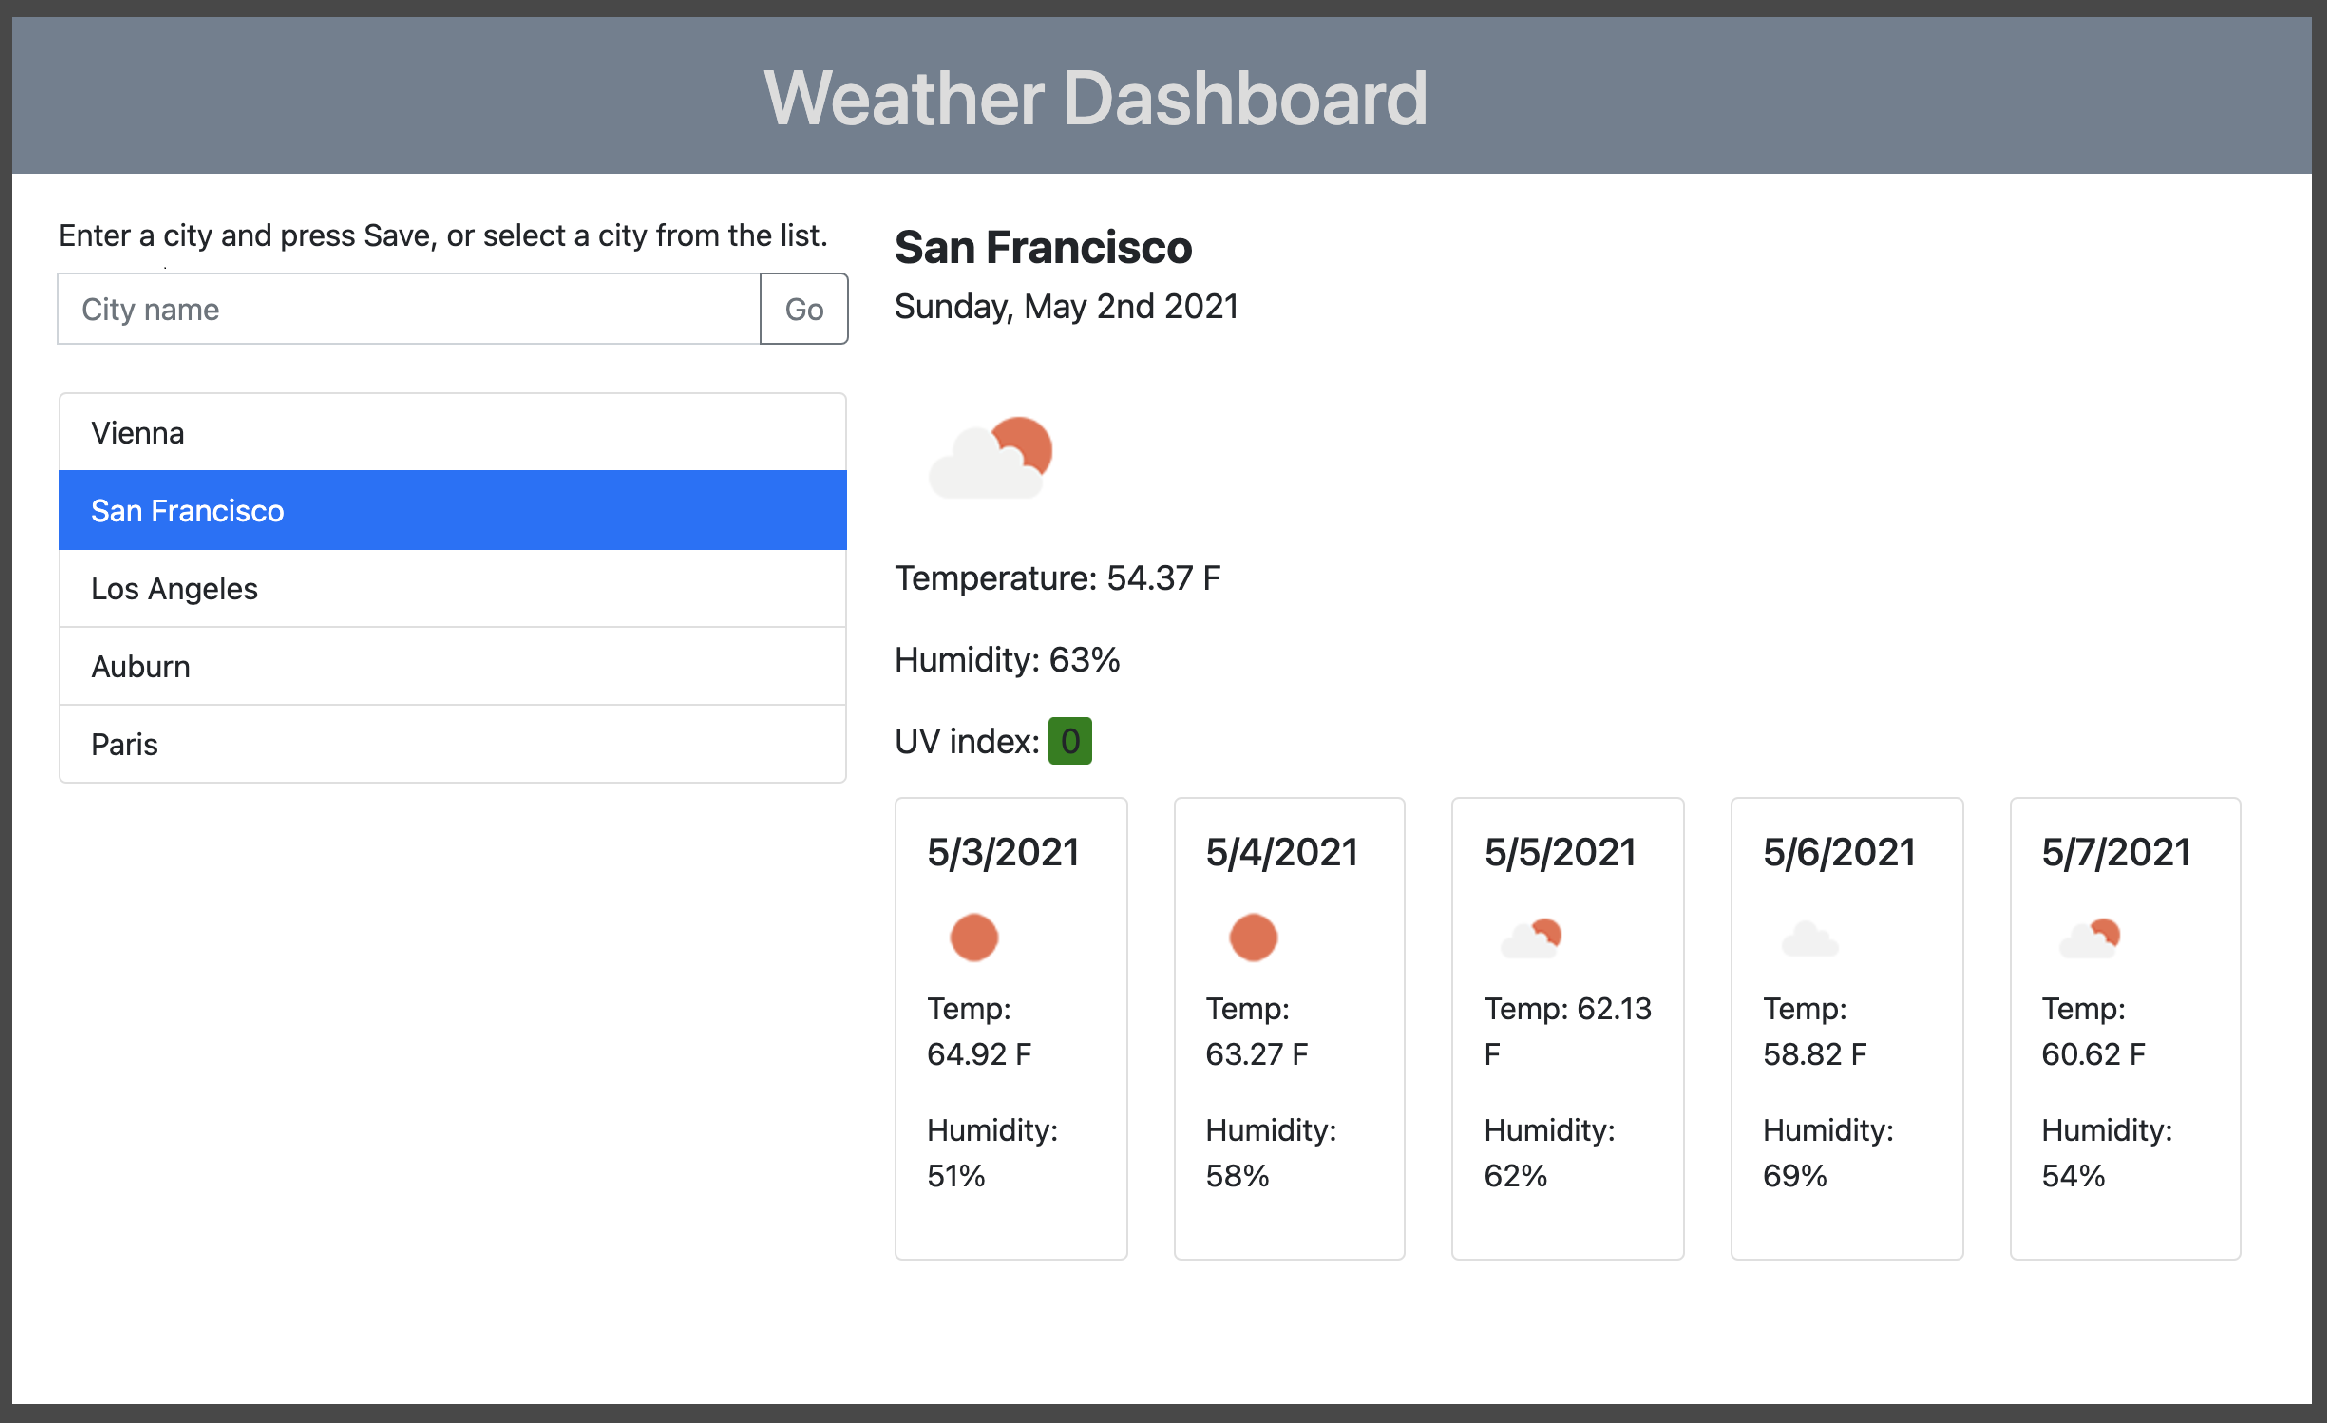 Weather Dashboard
Enter a city and press Save, or select a city from the list.
City name
Go
Vienna
San Francisco
Los Angeles
Auburn
Paris
San Francisco
Sunday, May 2nd 2021
Temperature: 54.37 F
Humidity: 63%
UV index: 0
5/3/2021
Temp:
64.92 F
Humidity:
51%
5/4/2021
Temp:
63.27 F
Humidity:
58%
5/5/2021
Temp: 62.13
F
Humidity:
62%
5/6/2021
Temp:
58.82 F
Humidity:
69%
5/7/2021
Temp:
60.62 F
Humidity:
54%